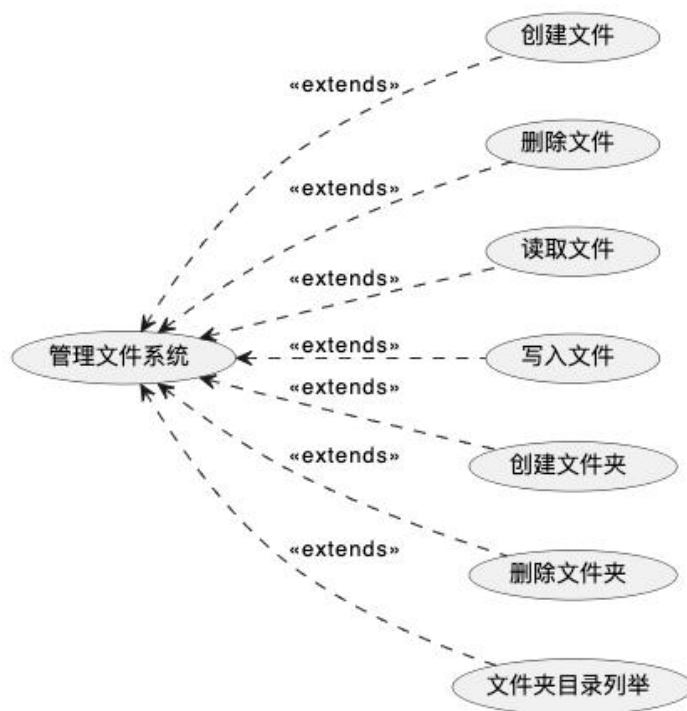 创建文件
«extends»
删除文件
«extends»
读取文件
«extends»
管理文件系统
«extends»
写入文件
«extends»
创建文件夹
«extends»
删除文件夹
«extends»
文件夹目录列举